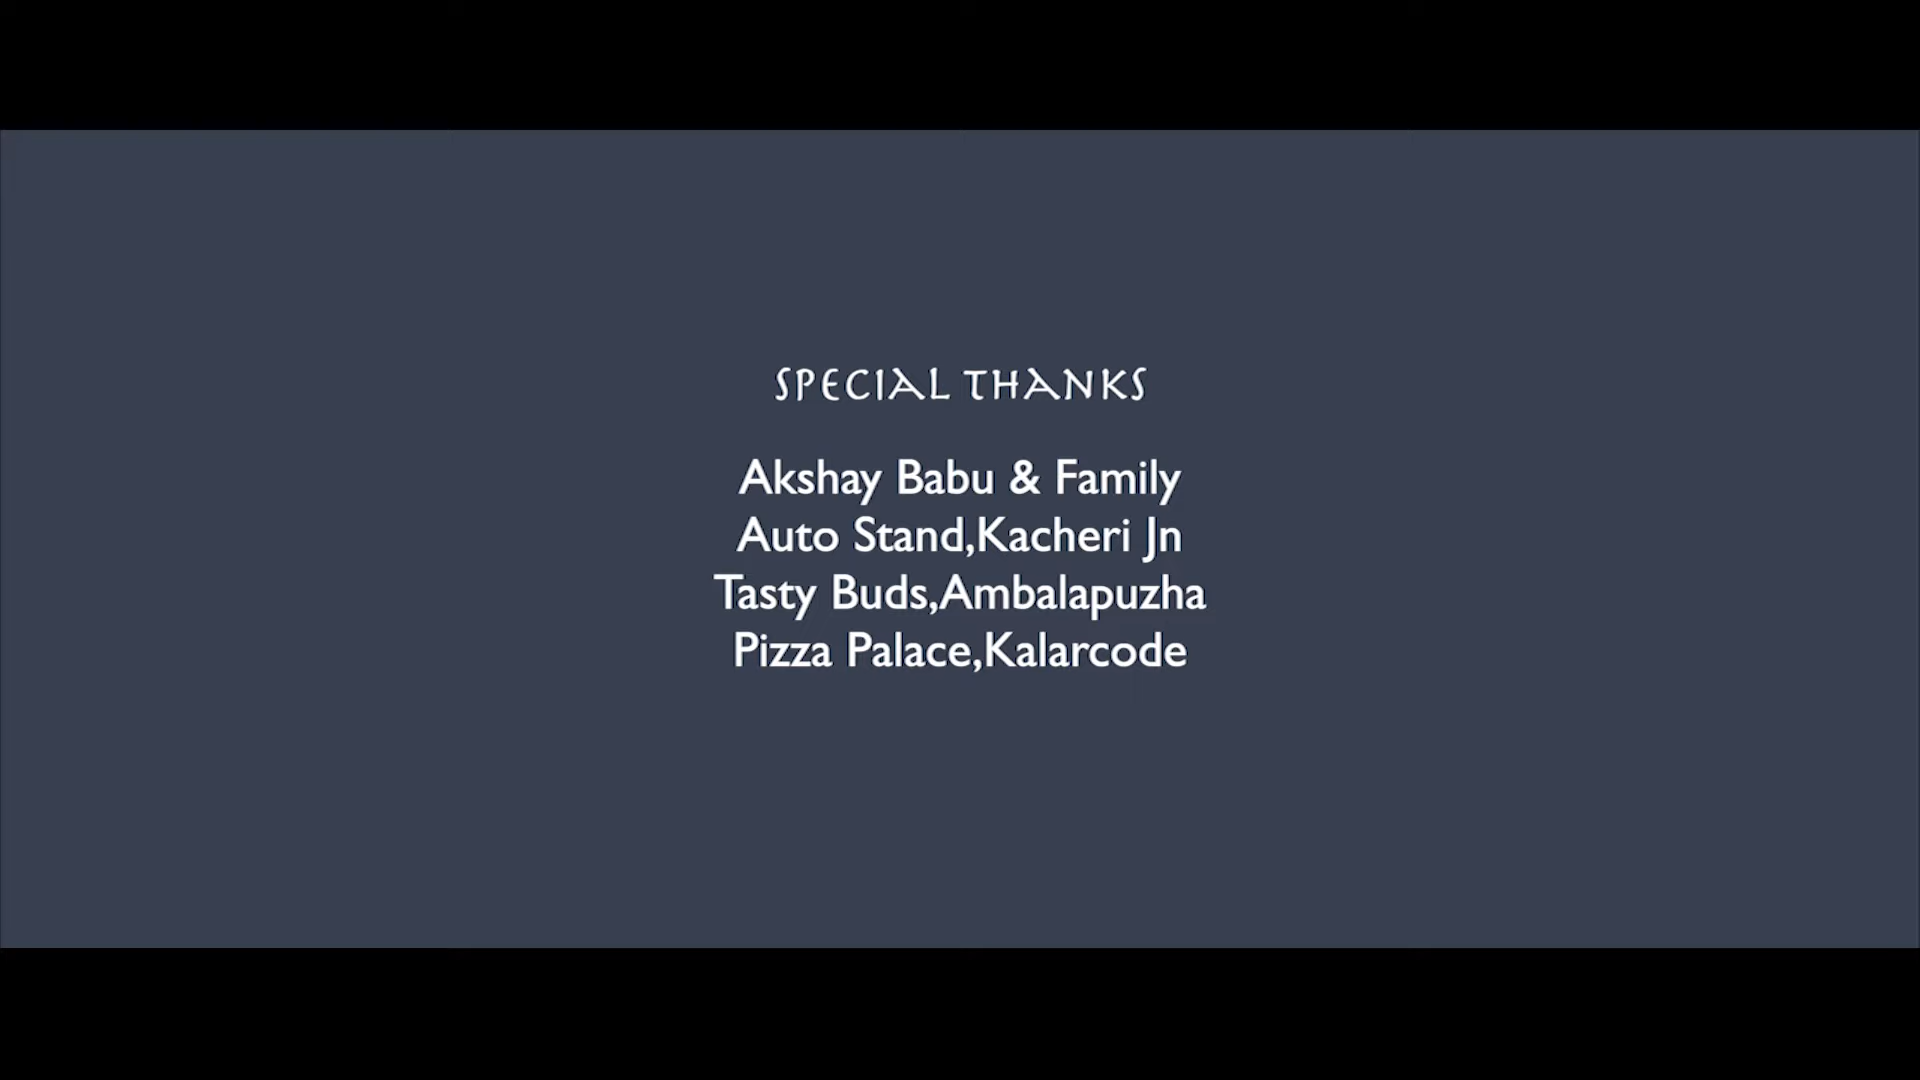 SPECIAL THANKS
Akshay Babu & Family
Auto Stand,Kacheri Jn
Tasty Buds,Ambalapuzha
Pizza Palace,Kalarcode